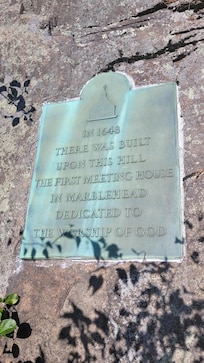 IN 1648
THERE WAS BUILT
UPON THIS HILL
THE FIRST MEETING HOUSE
IN MARBLEHEAD
DEDICATED TO
THE WORSHIP OF GOD